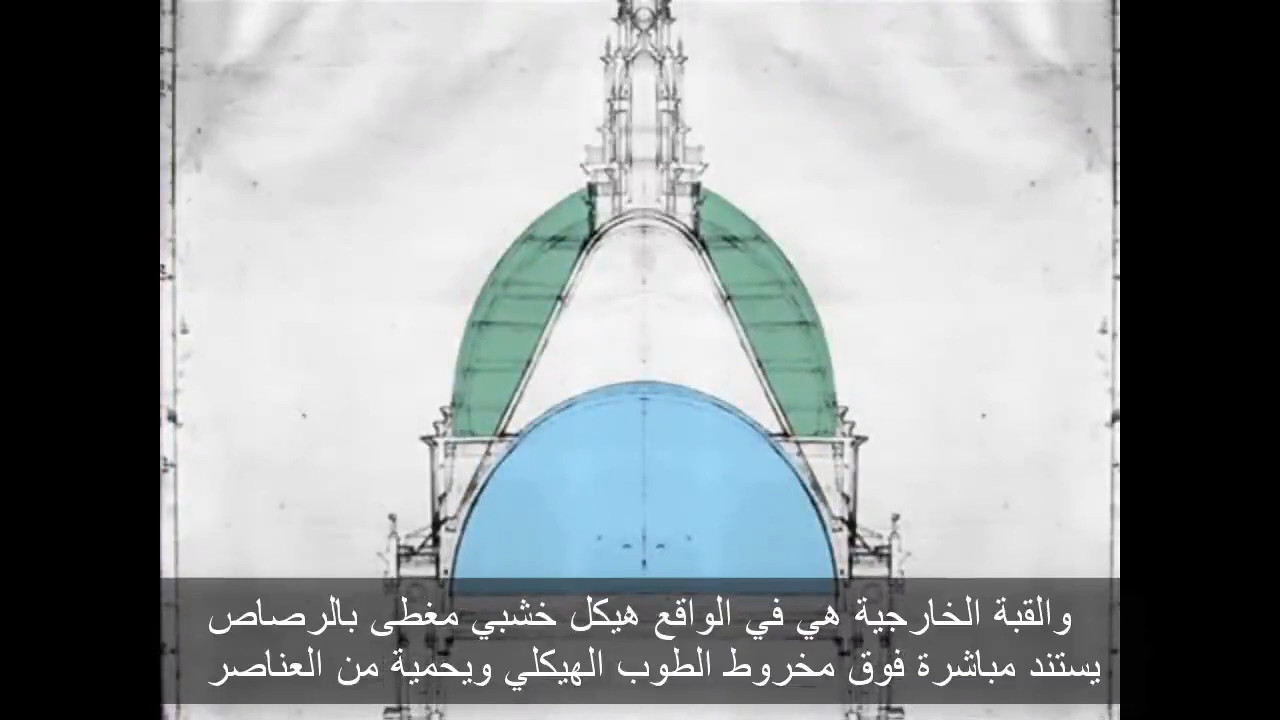 والقبة الخارجية هي في الواقع هيكل خشبي مغطى بالرصاص
يستند مباشرة فوق مخروط الطوب الهيكلي ويحمية من العناصر